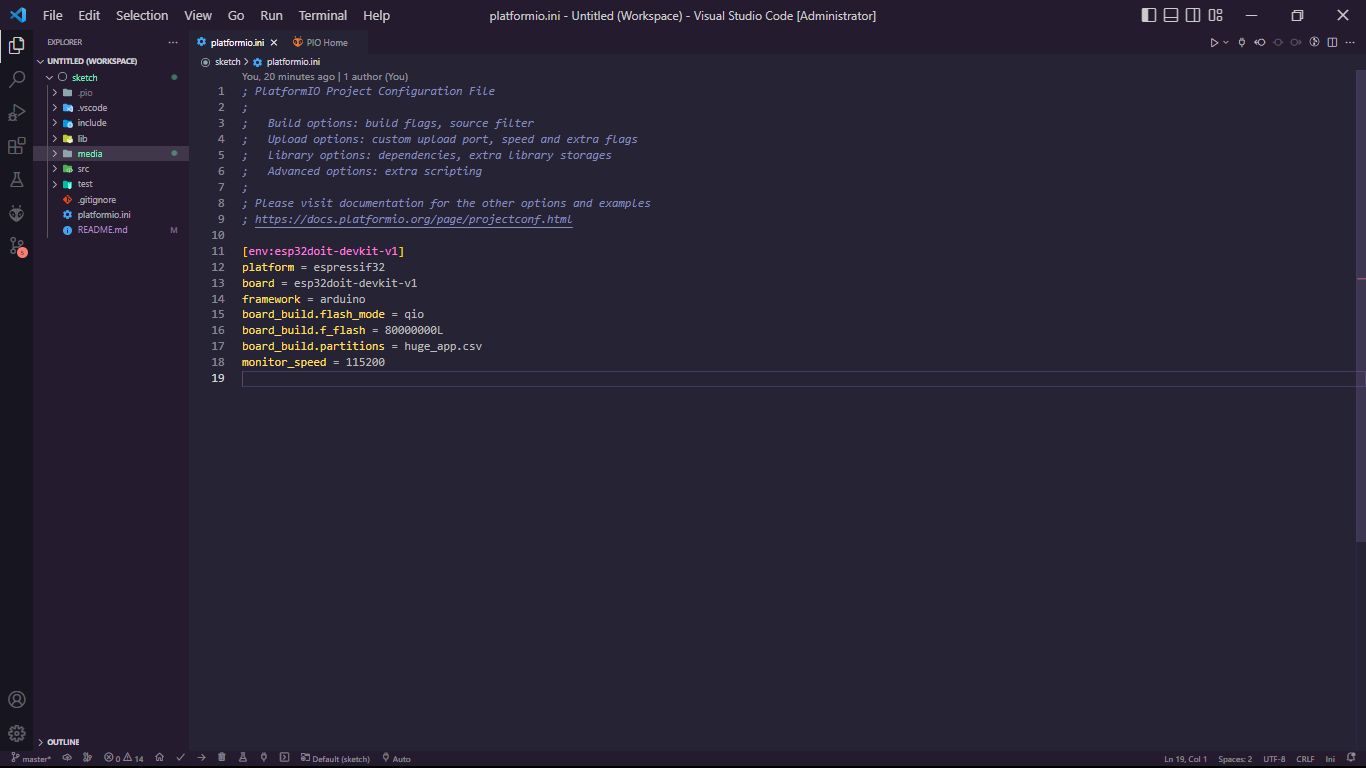 File Edit Selection View Go Run Terminal Help platformio.ini - Untitled (Workspace) - Visual Studio Code [Administrator]
EXPLORER
UNTITLED (WORKSPACE)
sketch
.pio
.vscode
include
lib
media
src
test
.gitignore
platformio.ini
README.md M
OUTLINE
platformio.ini PIO Home
sketch > platformio.ini
You, 20 minutes ago | 1 author (You)
1 ; PlatformIO Project Configuration File
2 ;
3 ;   Build options: build flags, source filter
4 ;   Upload options: custom upload port, speed and extra flags
5 ;   Library options: dependencies, extra library storages
6 ;   Advanced options: extra scripting
7 ;
8 ; Please visit documentation for the other options and examples
9 ; https://docs.platformio.org/page/projectconf.html
10
11 [env:esp32doit-devkit-v1]
12 platform = espressif32
13 board = esp32doit-devkit-v1
14 framework = arduino
15 board_build.flash_mode = qio
16 board_build.f_flash = 80000000L
17 board_build.partitions = huge_app.csv
18 monitor_speed = 115200
19
master* 0 14 Default (sketch) Auto Ln 19, Col 1 Spaces: 2 UTF-8 CRLF Ini